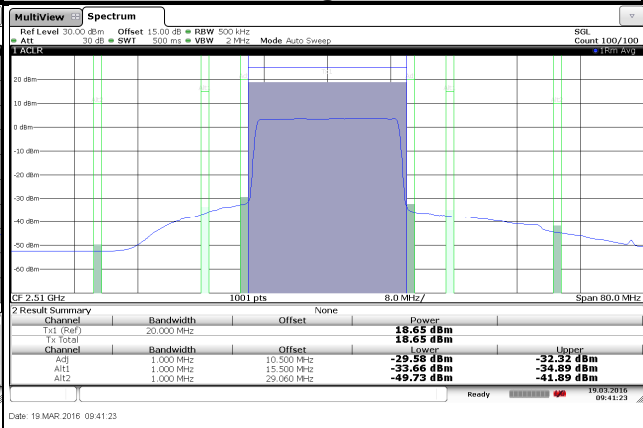 MultiView Spectrum
Ref Level 30.00 dBm Offset 15.00 dB RBW 500 kHz SGL
Att 30 dB SWT 500 ms VBW 2 MHz Mode Auto Sweep Count 100/100
1 ACLR 1Rm Avg
20 dBm
10 dBm
0 dBm
-10 dBm
-20 dBm
-30 dBm
-40 dBm
-50 dBm
-60 dBm
CF 2.51 GHz 1001 pts 8.0 MHz/ Span 80.0 MHz
2 Result Summary None
Channel Bandwidth Offset Power
Tx1 (Ref) 20.000 MHz 18.65 dBm
Tx Total 18.65 dBm
Channel Bandwidth Offset Lower Upper
Adj 1.000 MHz 10.500 MHz -29.58 dBm -32.32 dBm
Alt1 1.000 MHz 15.500 MHz -33.66 dBm -34.89 dBm
Alt2 1.000 MHz 29.060 MHz -49.73 dBm -41.89 dBm
Ready 19.03.2016
09:41:23
Date: 19.MAR 2016 09:41:23